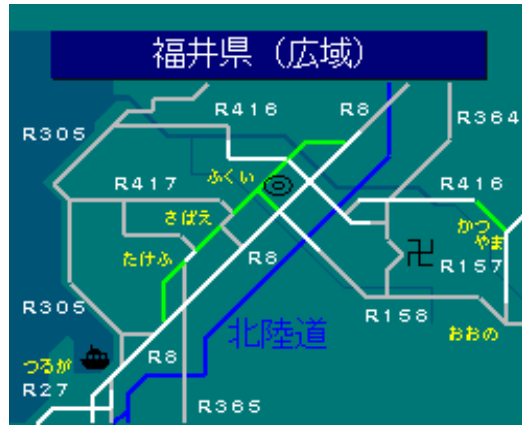 福井県（広域）
R416
R8
R364
R305
R417
ふくい
R416
さばえ
かつ
やま
たけふ
R8
卍
R157
R305
R158
北陸道
おおの
つるが
R8
R27
R365